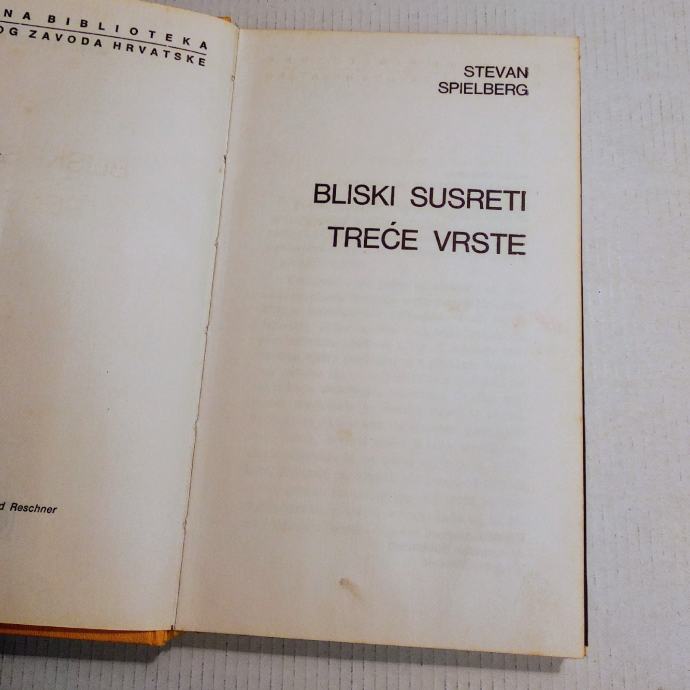 NA BIBLIOTEKA
OG ZAVODA HRVATSKE
d Reschner
STEVAN
SPIELBERG
BLISKI SUSRETI
TREĆE VRSTE